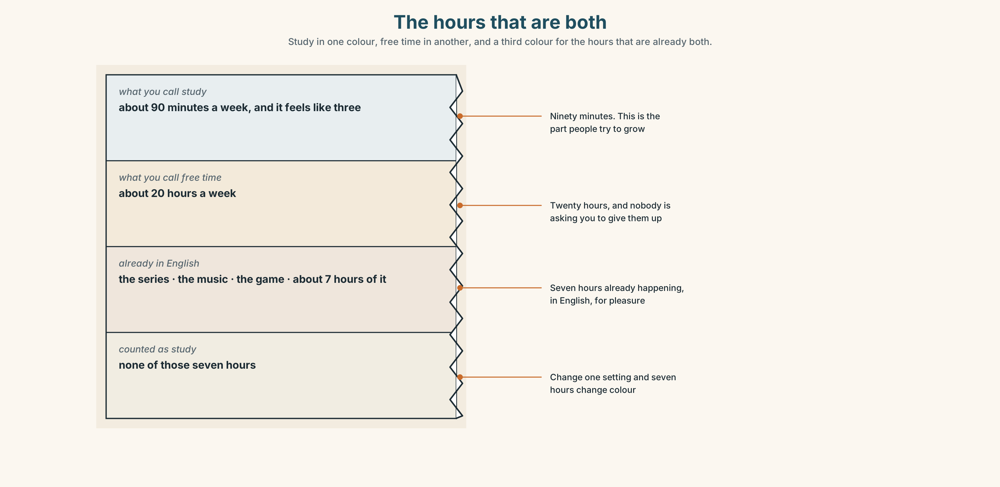 The hours that are both
Study in one colour, free time in another, and a third colour for the hours that are already both.
what you call study
about 90 minutes a week, and it feels like three
Ninety minutes. This is the
part people try to grow
what you call free time
about 20 hours a week
Twenty hours, and nobody is
asking you to give them up
already in English
the series · the music · the game · about 7 hours of it
Seven hours already happening,
in English, for pleasure
counted as study
none of those seven hours
Change one setting and seven
hours change colour